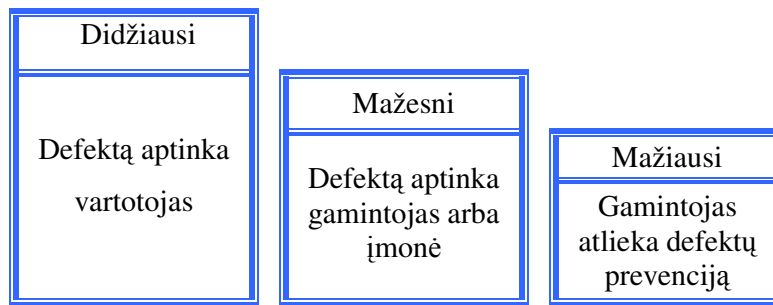 Didžiausi
Defektą aptinka
vartotojas
Mažesni
Defektą aptinka
gamintojas arba
įmonė
Mažiausi
Gamintojas
atlieka defektų
prevenciją